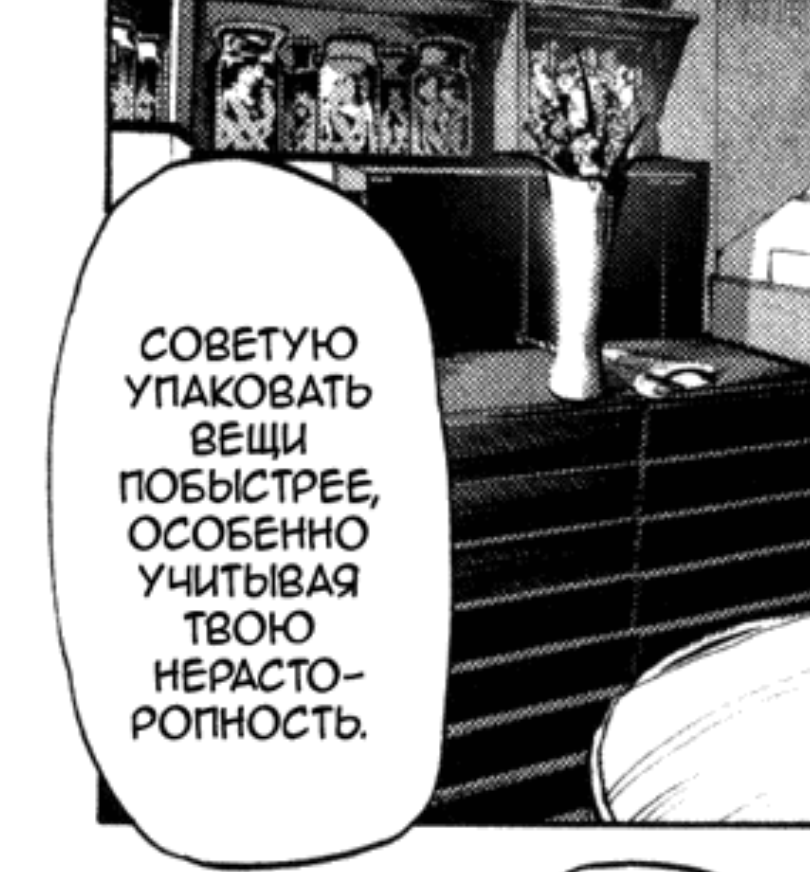 СОВЕТУЮ
УПАКОВАТЬ
ВЕЩИ
ПОБЫСТРЕЕ,
ОСОБЕННО
УЧИТЫВАЯ
ТВОЮ
НЕРАСТО-
РОПНОСТЬ.